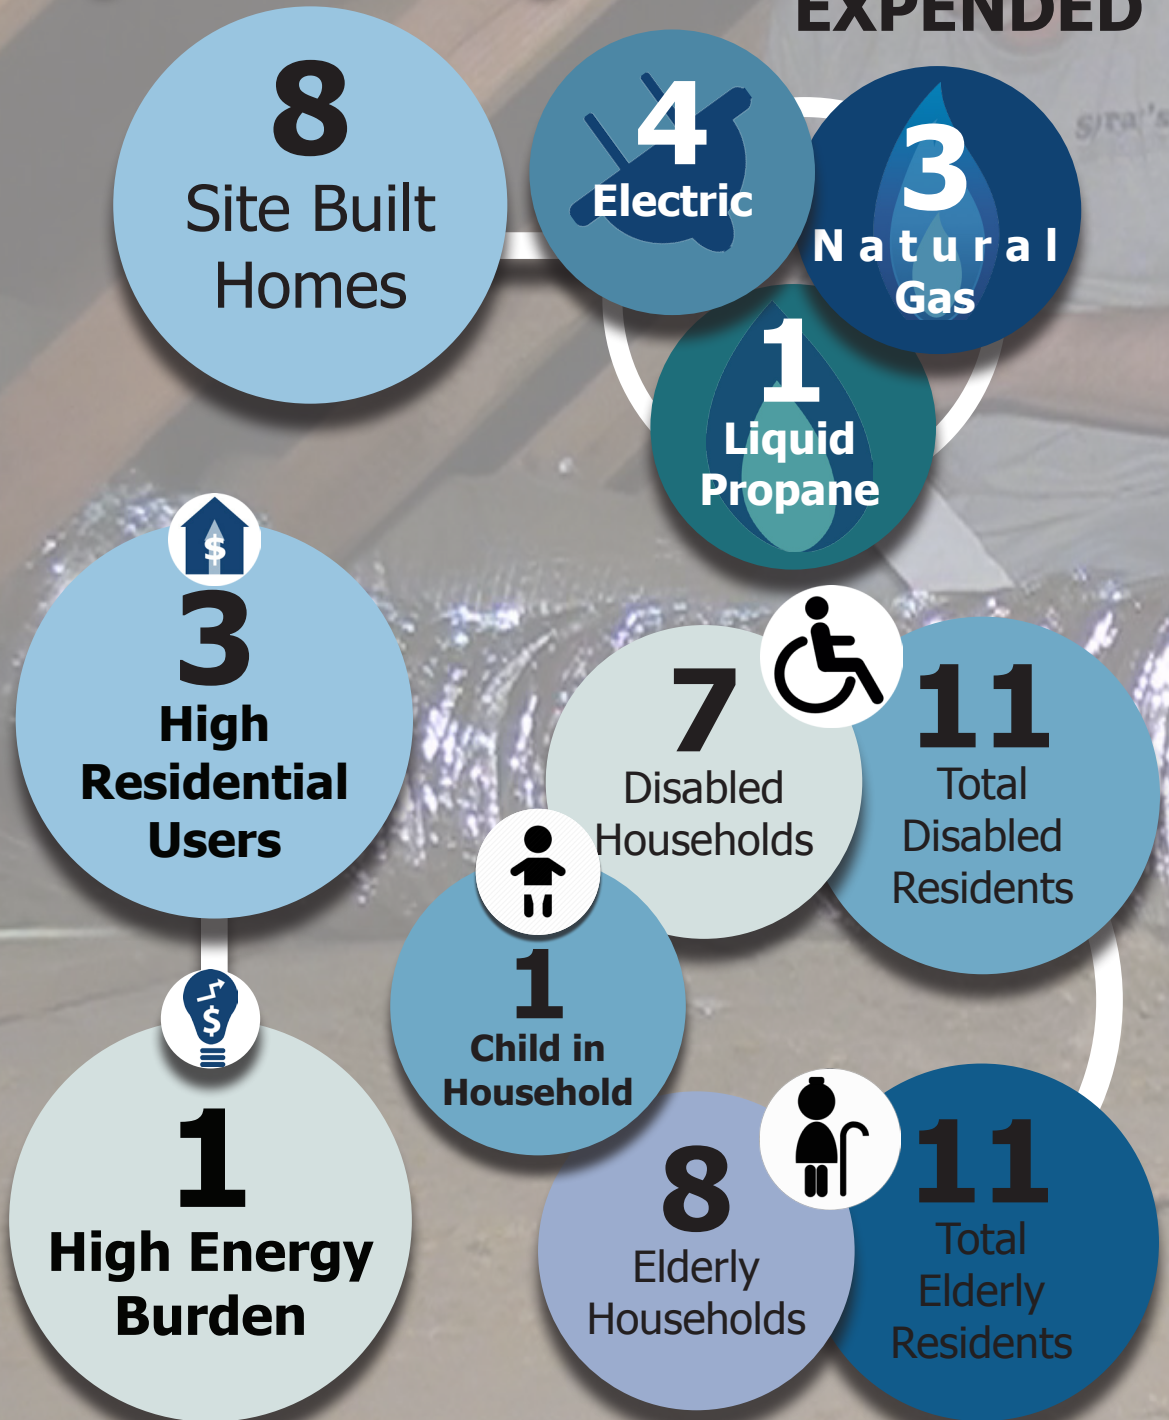 EXPENDED
8
Site Built
Homes
4
Electric
3
Natural
Gas
1
Liquid
Propane
$
3
High
Residential
Users
7
Disabled
Households
11
Total
Disabled
Residents
1
Child in
Household
$
1
High Energy
Burden
8
Elderly
Households
11
Total
Elderly
Residents